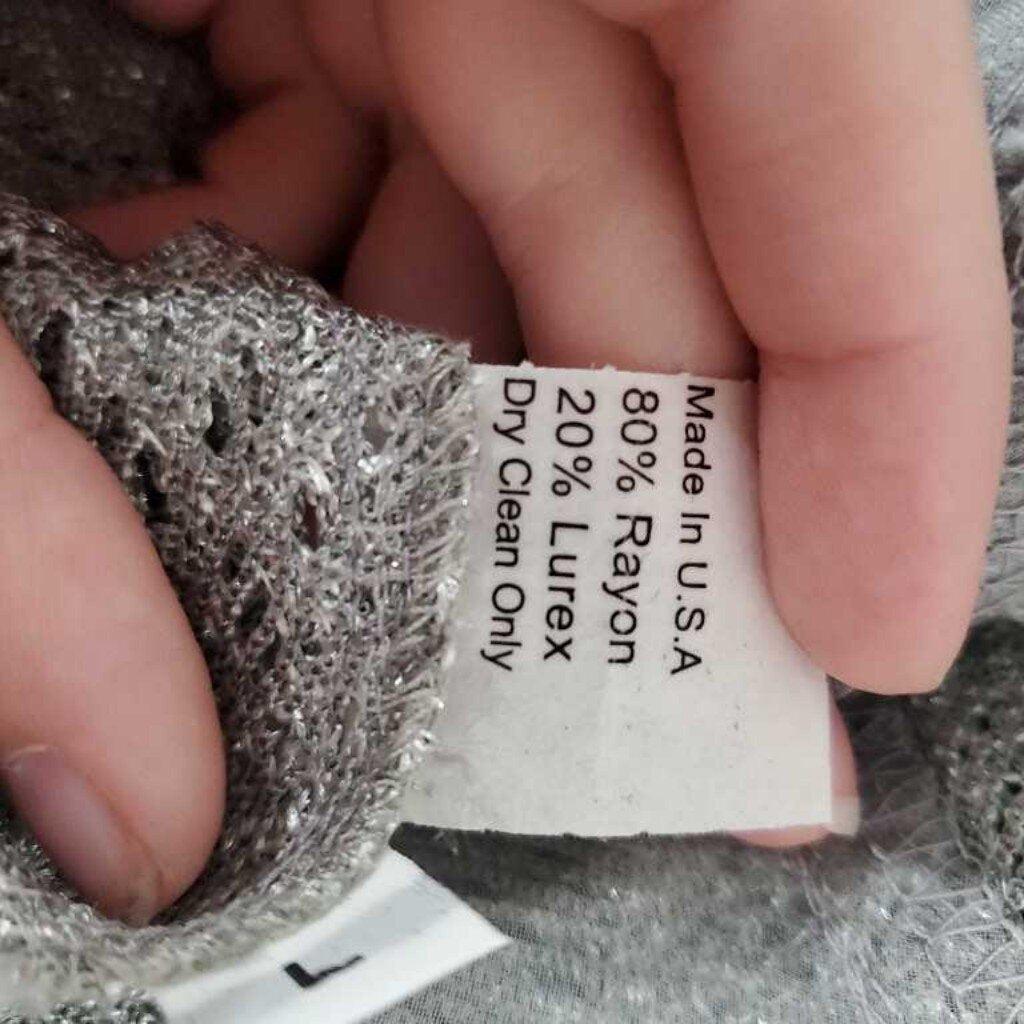 Made In U.S.A
80% Rayon
20% Lurex
Dry Clean Only
L